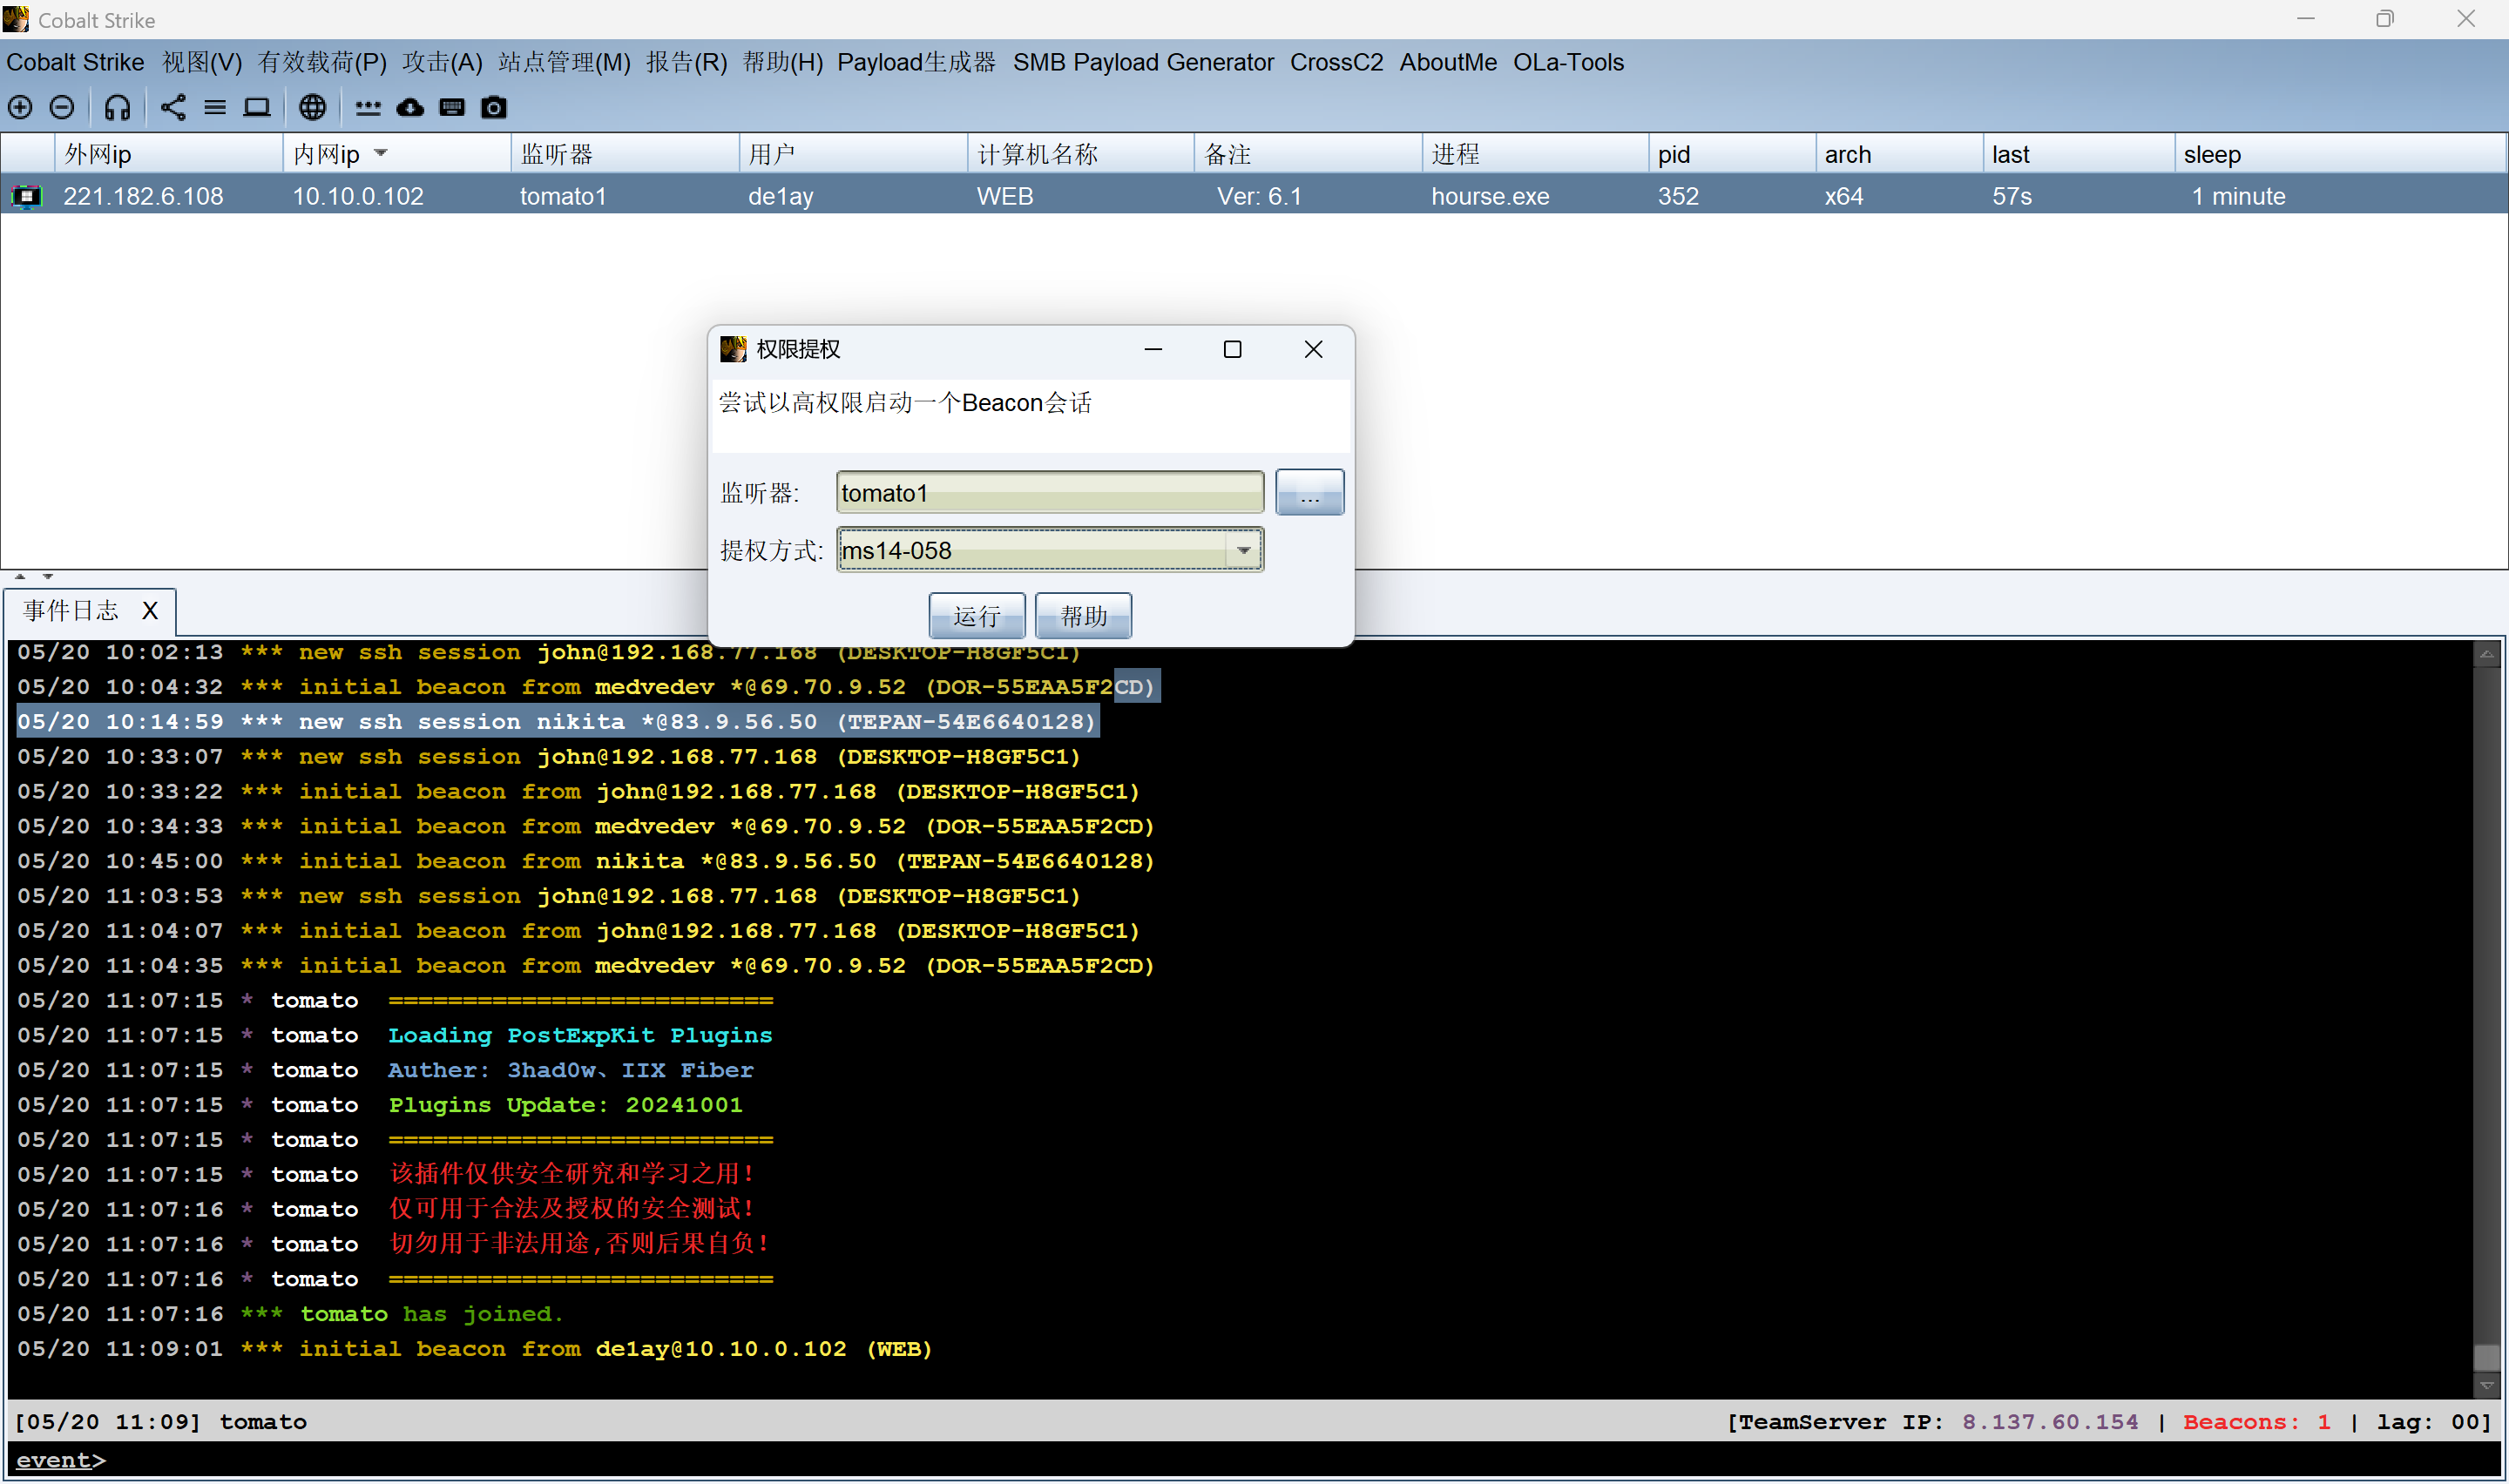 Cobalt Strike
Cobalt Strike 视图(V) 有效载荷(P) 攻击(A) 站点管理(M) 报告(R) 帮助(H) Payload生成器 SMB Payload Generator CrossC2 AboutMe OLa-Tools
外网ip 内网ip 监听器 用户 计算机名称 备注 进程 pid arch last sleep
221.182.6.108 10.10.0.102 tomato1 de1ay WEB Ver: 6.1 hourse.exe 352 x64 57s 1 minute
权限提权
尝试以高权限启动一个Beacon会话
监听器: tomato1 ...
提权方式: ms14-058
运行 帮助
事件日志 X
05/20 10:02:13 *** new ssh session john@192.168.77.168 (DESKTOP-H8GF5C1)
05/20 10:04:32 *** initial beacon from medvedev *@69.70.9.52 (DOR-55EAA5F2CD)
05/20 10:14:59 *** new ssh session nikita *@83.9.56.50 (TEPAN-54E6640128)
05/20 10:33:07 *** new ssh session john@192.168.77.168 (DESKTOP-H8GF5C1)
05/20 10:33:22 *** initial beacon from john@192.168.77.168 (DESKTOP-H8GF5C1)
05/20 10:34:33 *** initial beacon from medvedev *@69.70.9.52 (DOR-55EAA5F2CD)
05/20 10:45:00 *** initial beacon from nikita *@83.9.56.50 (TEPAN-54E6640128)
05/20 11:03:53 *** new ssh session john@192.168.77.168 (DESKTOP-H8GF5C1)
05/20 11:04:07 *** initial beacon from john@192.168.77.168 (DESKTOP-H8GF5C1)
05/20 11:04:35 *** initial beacon from medvedev *@69.70.9.52 (DOR-55EAA5F2CD)
05/20 11:07:15 * tomato ==========================
05/20 11:07:15 * tomato Loading PostExpKit Plugins
05/20 11:07:15 * tomato Auther: 3had0w、IIX Fiber
05/20 11:07:15 * tomato Plugins Update: 20241001
05/20 11:07:15 * tomato ==========================
05/20 11:07:15 * tomato 该插件仅供安全研究和学习之用!
05/20 11:07:16 * tomato 仅可用于合法及授权的安全测试!
05/20 11:07:16 * tomato 切勿用于非法用途,否则后果自负!
05/20 11:07:16 * tomato ==========================
05/20 11:07:16 *** tomato has joined.
05/20 11:09:01 *** initial beacon from de1ay@10.10.0.102 (WEB)
[05/20 11:09] tomato [TeamServer IP: 8.137.60.154 | Beacons: 1 | lag: 00]
event>